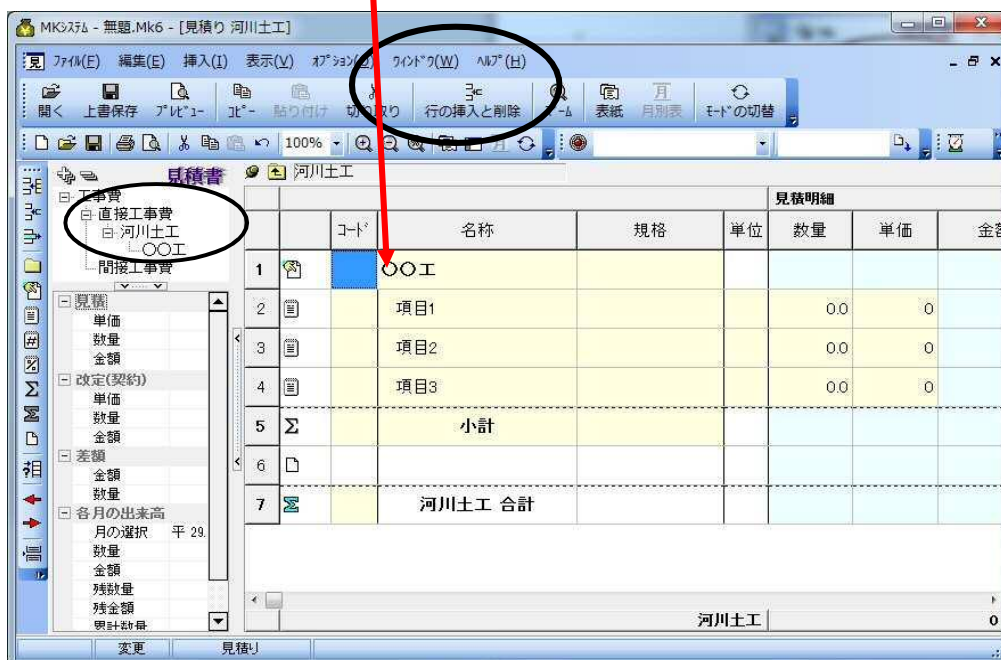 MKシステム - 無題.Mk6 - [見積り 河川土工]
見 ファイル(E) 編集(E) 挿入(I) 表示(V) オプション(O) ウィンドウ(W) ヘルプ(H)
開く 上書保存 プレビュー コピー 貼り付け 切り取り 行の挿入と削除 ズーム 表紙 月別表 モードの切替
100%
見積書
河川土工
工事費
直接工事費
河川土工
〇〇工
間接工事費
見積
単価
数量
金額
改定(契約)
単価
数量
金額
差額
金額
数量
各月の出来高
月の選択 平 29.
数量
金額
残数量
残金額
累計数量
見積明細
コード 名称 規格 単位 数量 単価 金
1 〇〇工
2 項目1 0.0 0
3 項目2 0.0 0
4 項目3 0.0 0
5 Σ 小計
6
7 Σ 河川土工 合計
河川土工 0
変更 見積り